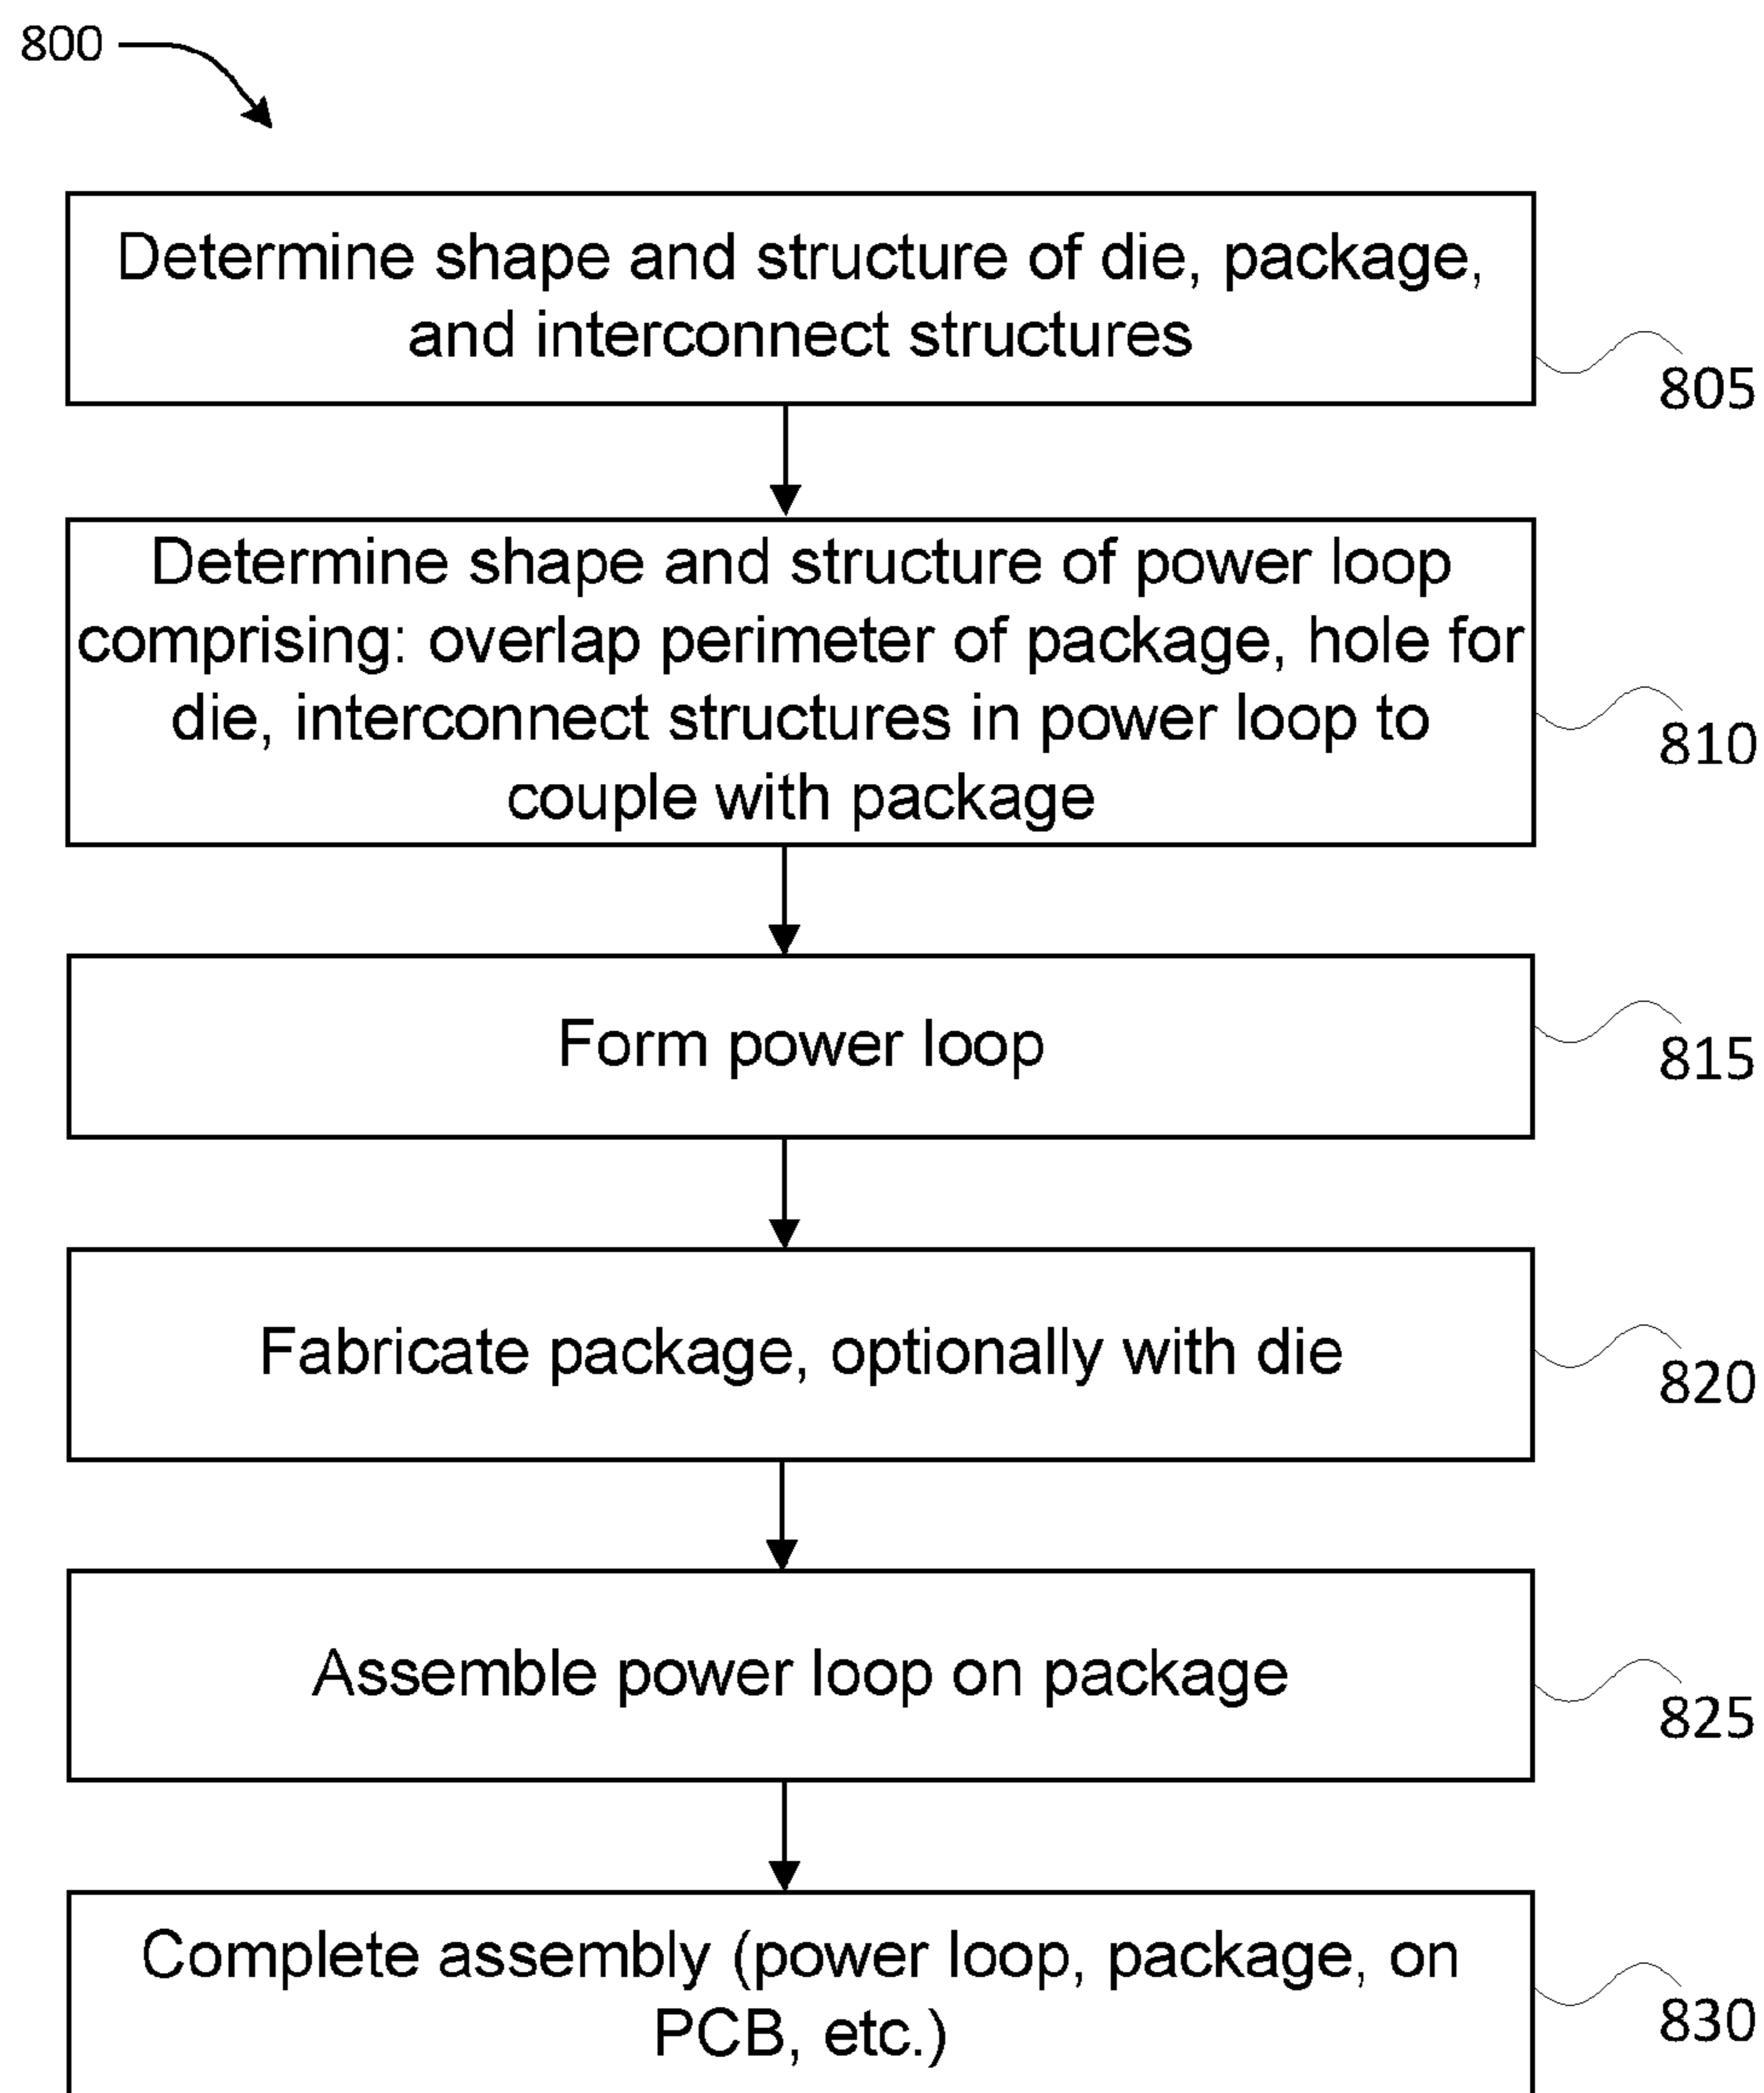 800
Determine shape and structure of die, package,
and interconnect structures
805
Determine shape and structure of power loop
comprising: overlap perimeter of package, hole for
die, interconnect structures in power loop to
couple with package
810
Form power loop
815
Fabricate package, optionally with die
820
Assemble power loop on package
825
Complete assembly (power loop, package, on
PCB, etc.)
830